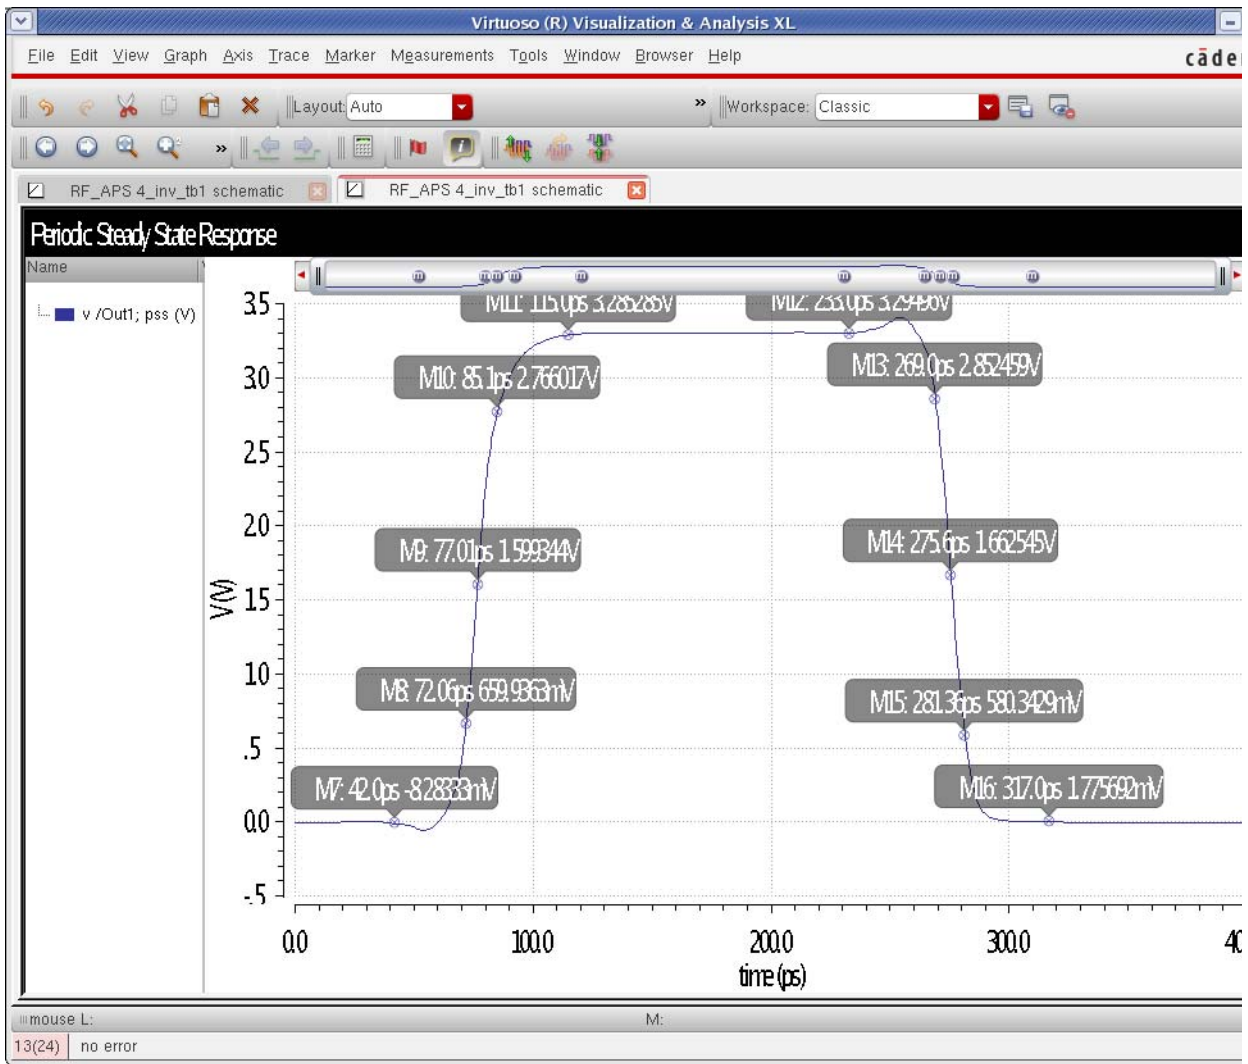 Virtuoso (R) Visualization & Analysis XL
File Edit View Graph Axis Trace Marker Measurements Tools Window Browser Help
Layout: Auto » Workspace: Classic
»
RF_APS 4_inv_tb1 schematic RF_APS 4_inv_tb1 schematic
Periodic Steady State Response
Name
v /Out1; pss (V)
M11: 115.0ps 3.285285V M12: 233.0ps 3.29496V
3.5
M13: 269.0ps 2.852459V
M10: 85.1ps 2.766017V
3.0
2.5
2.0
M9: 77.01ps 1.599344V M14: 275.6ps 1.662545V
V (V)
1.5
1.0
M8: 72.06ps 659.9363mV M15: 281.36ps 580.3429mV
.5
M7: 42.0ps -8.28333mV M16: 317.0ps 1.775692mV
0.0
-.5
0.0 100.0 200.0 300.0
time (ps)
mouse L: M:
13(24) no error